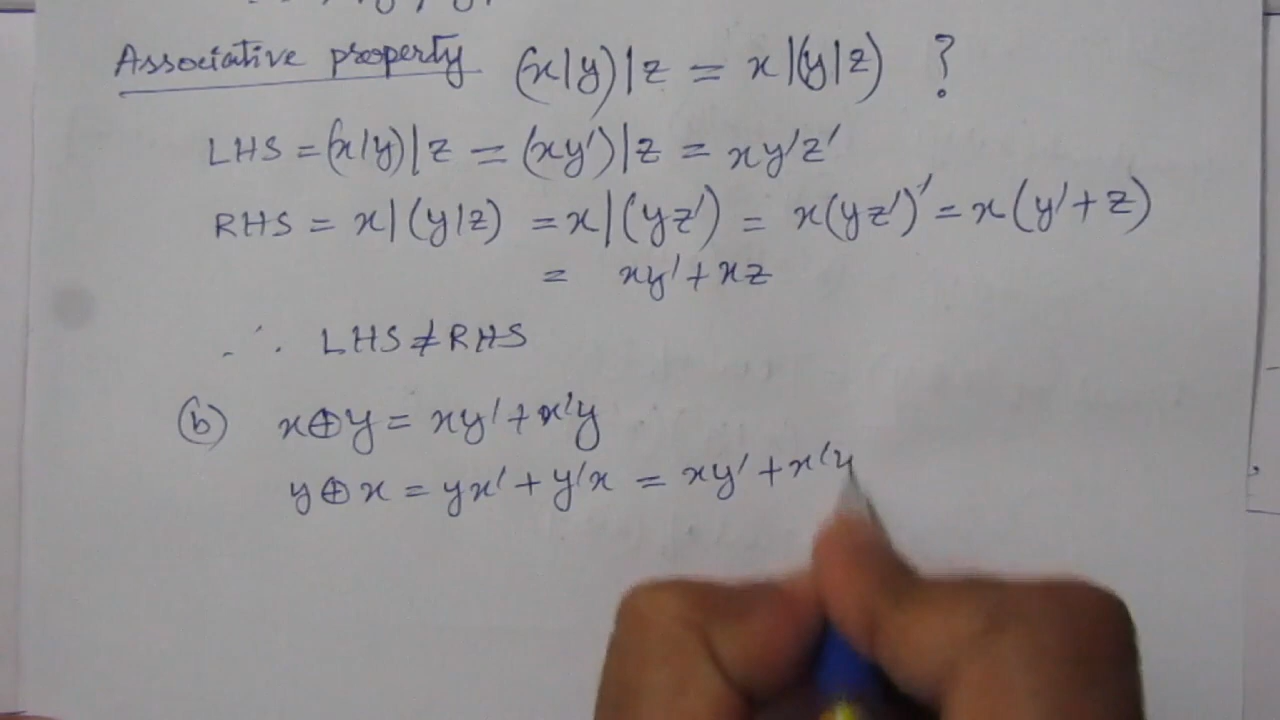 Associative property (x|y)|z = x|(y|z) ?
LHS = (x|y)|z = (xy')|z = xy'z'
RHS = x|(y|z) = x|(yz') = x(yz')' = x(y'+z)
= xy' + xz
∴ LHS ≠ RHS
(b) x⊕y = xy' + x'y
y⊕x = yx' + y'x = xy' + x'y